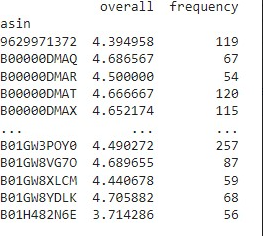 overall frequency
asin
9629971372 4.394958 119
B00000DMAQ 4.686567 67
B00000DMAR 4.500000 54
B00000DMAT 4.666667 120
B00000DMAX 4.652174 115
... ... ...
B01GW3POY0 4.490272 257
B01GW8VG7O 4.689655 87
B01GW8XLCM 4.440678 59
B01GW8YDLK 4.705882 68
B01H482N6E 3.714286 56